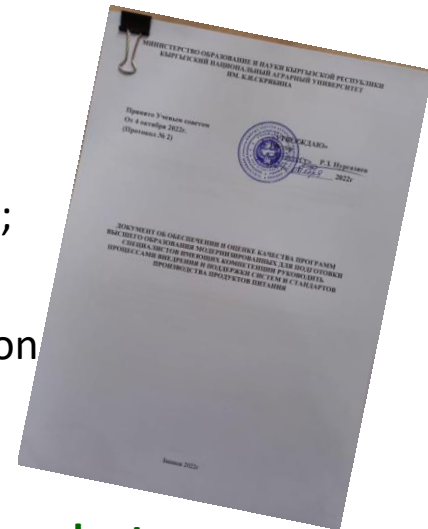 МИНИСТЕРСТВО ОБРАЗОВАНИЕ И НАУКИ КЫРГЫЗСКОЙ РЕСПУБЛИКИ
КЫРГЫЗСКИЙ НАЦИОНАЛЬНЫЙ АГРАРНЫЙ УНИВЕРСИТЕТ
ИМ. К.И.СКРЯБИНА
Принято Ученым советом
От 4 октября 2022г.
(Протокол № 2)
«УТВЕРЖДАЮ»
Р.З. Нургазиев
2022г
;
on
ДОКУМЕНТ ОБ ОБЕСПЕЧЕНИИ И ОЦЕНКЕ КАЧЕСТВА ПРОГРАММ
ВЫСШЕГО ОБРАЗОВАНИЯ МОДЕРНИЗИРОВАННЫХ ДЛЯ ПОДГОТОВКИ
СПЕЦИАЛИСТОВ ИМЕЮЩИХ КОМПЕТЕНЦИИ РУКОВОДИТЬ
ПРОЦЕССАМИ ВНЕДРЕНИЯ И ПОДДЕРЖКИ СИСТЕМ И СТАНДАРТОВ
ПРОИЗВОДСТВА ПРОДУКТОВ ПИТАНИЯ
Бишкек 2022г